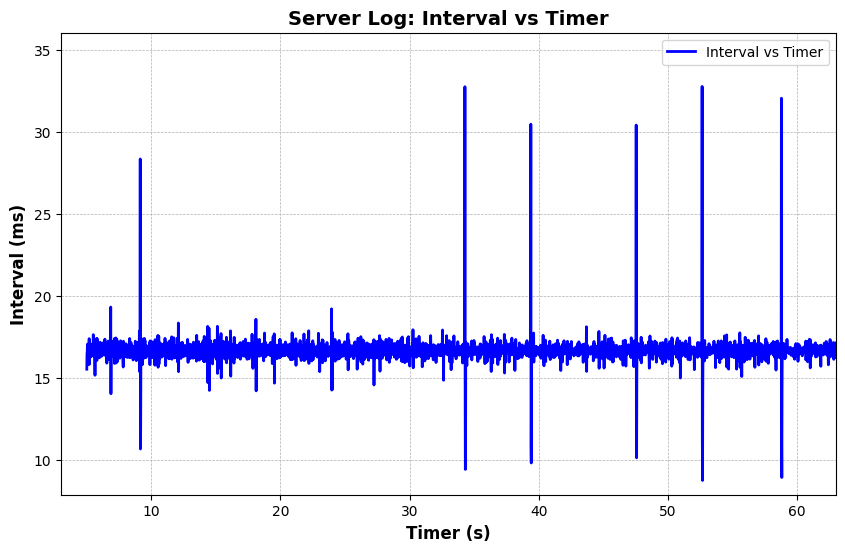 Server Log: Interval vs Timer
Interval vs Timer
35
30
25
20
15
10
Interval (ms)
10 20 30 40 50 60
Timer (s)